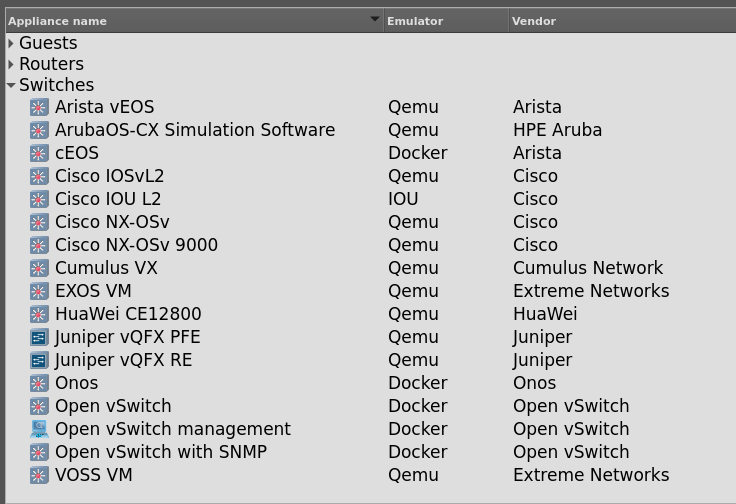 Appliance name Emulator Vendor
Guests
Routers
Switches
Arista vEOS Qemu Arista
ArubaOS-CX Simulation Software Qemu HPE Aruba
cEOS Docker Arista
Cisco IOSvL2 Qemu Cisco
Cisco IOU L2 IOU Cisco
Cisco NX-OSv Qemu Cisco
Cisco NX-OSv 9000 Qemu Cisco
Cumulus VX Qemu Cumulus Network
EXOS VM Qemu Extreme Networks
HuaWei CE12800 Qemu HuaWei
Juniper vQFX PFE Qemu Juniper
Juniper vQFX RE Qemu Juniper
Onos Docker Onos
Open vSwitch Docker Open vSwitch
Open vSwitch management Docker Open vSwitch
Open vSwitch with SNMP Docker Open vSwitch
VOSS VM Qemu Extreme Networks